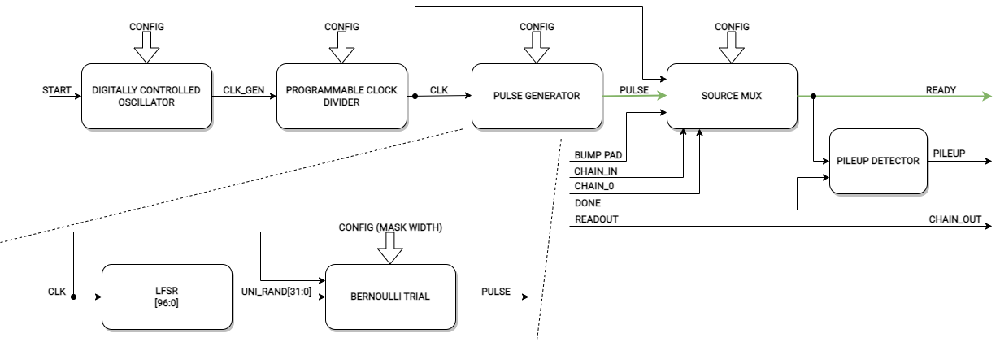 CONFIG
CONFIG
CONFIG
CONFIG
START
DIGITALLY CONTROLLED
OSCILLATOR
CLK_GEN
PROGRAMMABLE CLOCK
DIVIDER
CLK
PULSE GENERATOR
PULSE
SOURCE MUX
READY
BUMP PAD
CHAIN_IN
CHAIN_0
DONE
READOUT
PILEUP DETECTOR
PILEUP
CHAIN_OUT
CONFIG (MASK WIDTH)
CLK
LFSR
[96:0]
UNI_RAND[31:0]
BERNOULLI TRIAL
PULSE